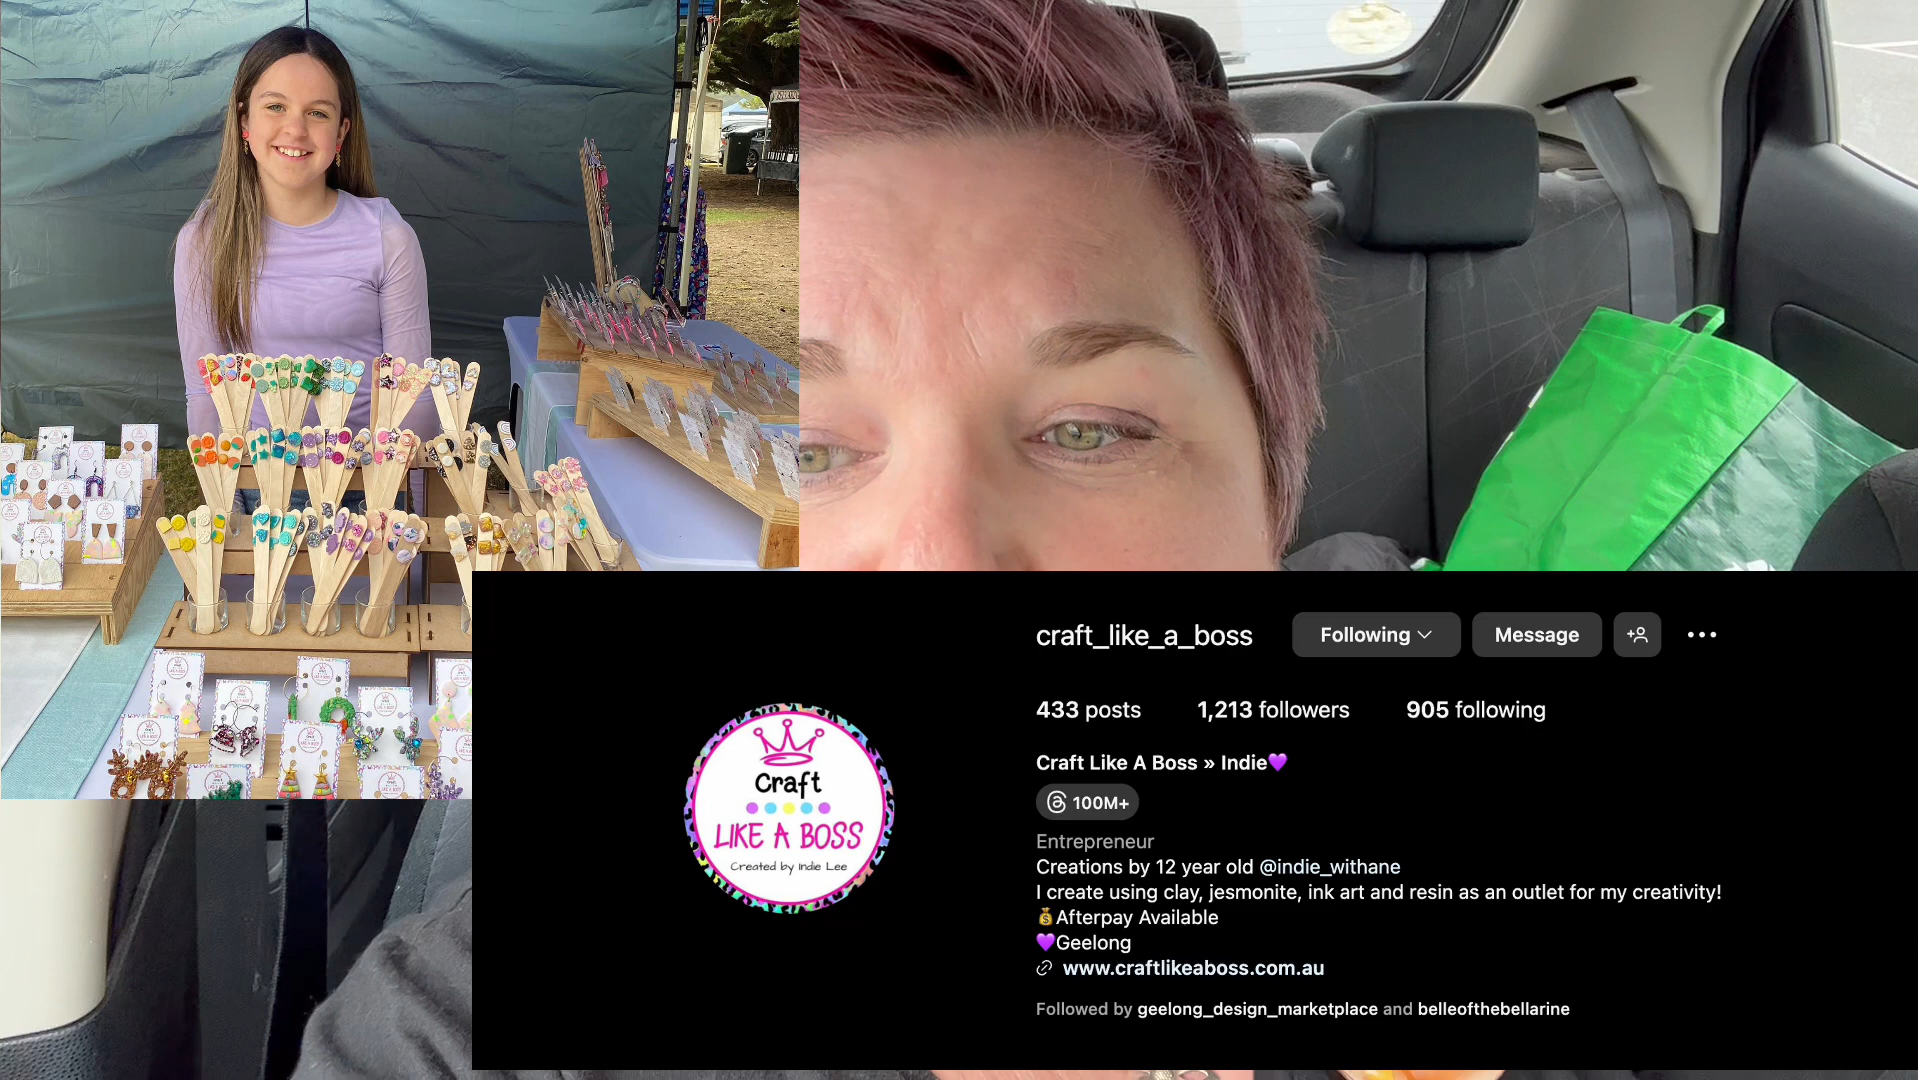 craft_like_a_boss Following Message
433 posts 1,213 followers 905 following
Craft Like A Boss » Indie💜
100M+
Entrepreneur
Creations by 12 year old @indie_withane
I create using clay, jesmonite, ink art and resin as an outlet for my creativity!
💰Afterpay Available
💜Geelong
www.craftlikeaboss.com.au
Followed by geelong_design_marketplace and belleofthebellarine
Craft
LIKE A BOSS
Created by Indie Lee